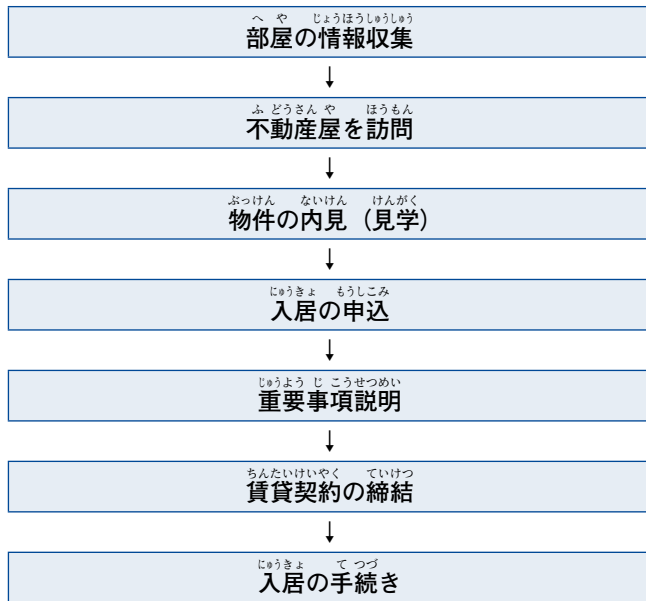 へ や じょうほうしゅうしゅう
部屋の情報収集
↓
ふ どうさん や ほうもん
不動産屋を訪問
↓
ぶっけん ないけん けんがく
物件の内見（見学）
↓
にゅうきょ もうしこみ
入居の申込
↓
じゅうよう じ こうせつめい
重要事項説明
↓
ちんたいけいやく ていけつ
賃貸契約の締結
↓
にゅうきょ て つづ
入居の手続き